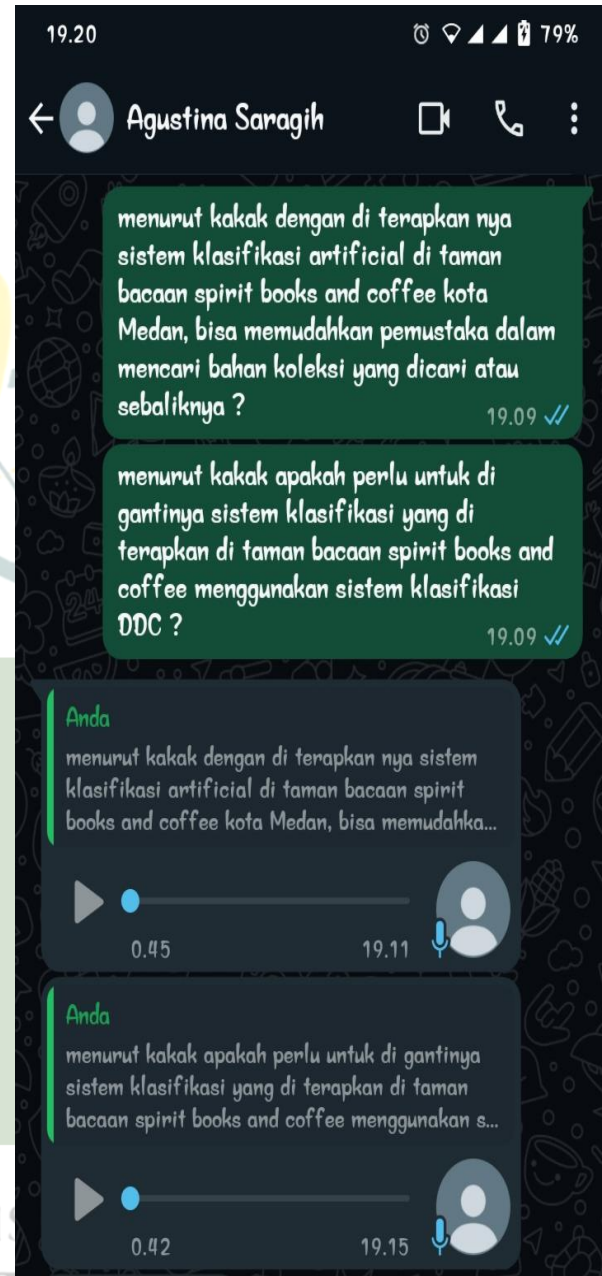 19.20 79%
Agustina Saragih
menurut kakak dengan di terapkan nya
sistem klasifikasi artificial di taman
bacaan spirit books and coffee kota
Medan, bisa memudahkan pemustaka dalam
mencari bahan koleksi yang dicari atau
sebaliknya ?
19.09
menurut kakak apakah perlu untuk di
gantinya sistem klasifikasi yang di
terapkan di taman bacaan spirit books and
coffee menggunakan sistem klasifikasi
DDC ?
19.09
Anda
menurut kakak dengan di terapkan nya sistem
klasifikasi artificial di taman bacaan spirit
books and coffee kota Medan, bisa memudahka...
0.45 19.11
Anda
menurut kakak apakah perlu untuk di gantinya
sistem klasifikasi yang di terapkan di taman
bacaan spirit books and coffee menggunakan s...
0.42 19.15